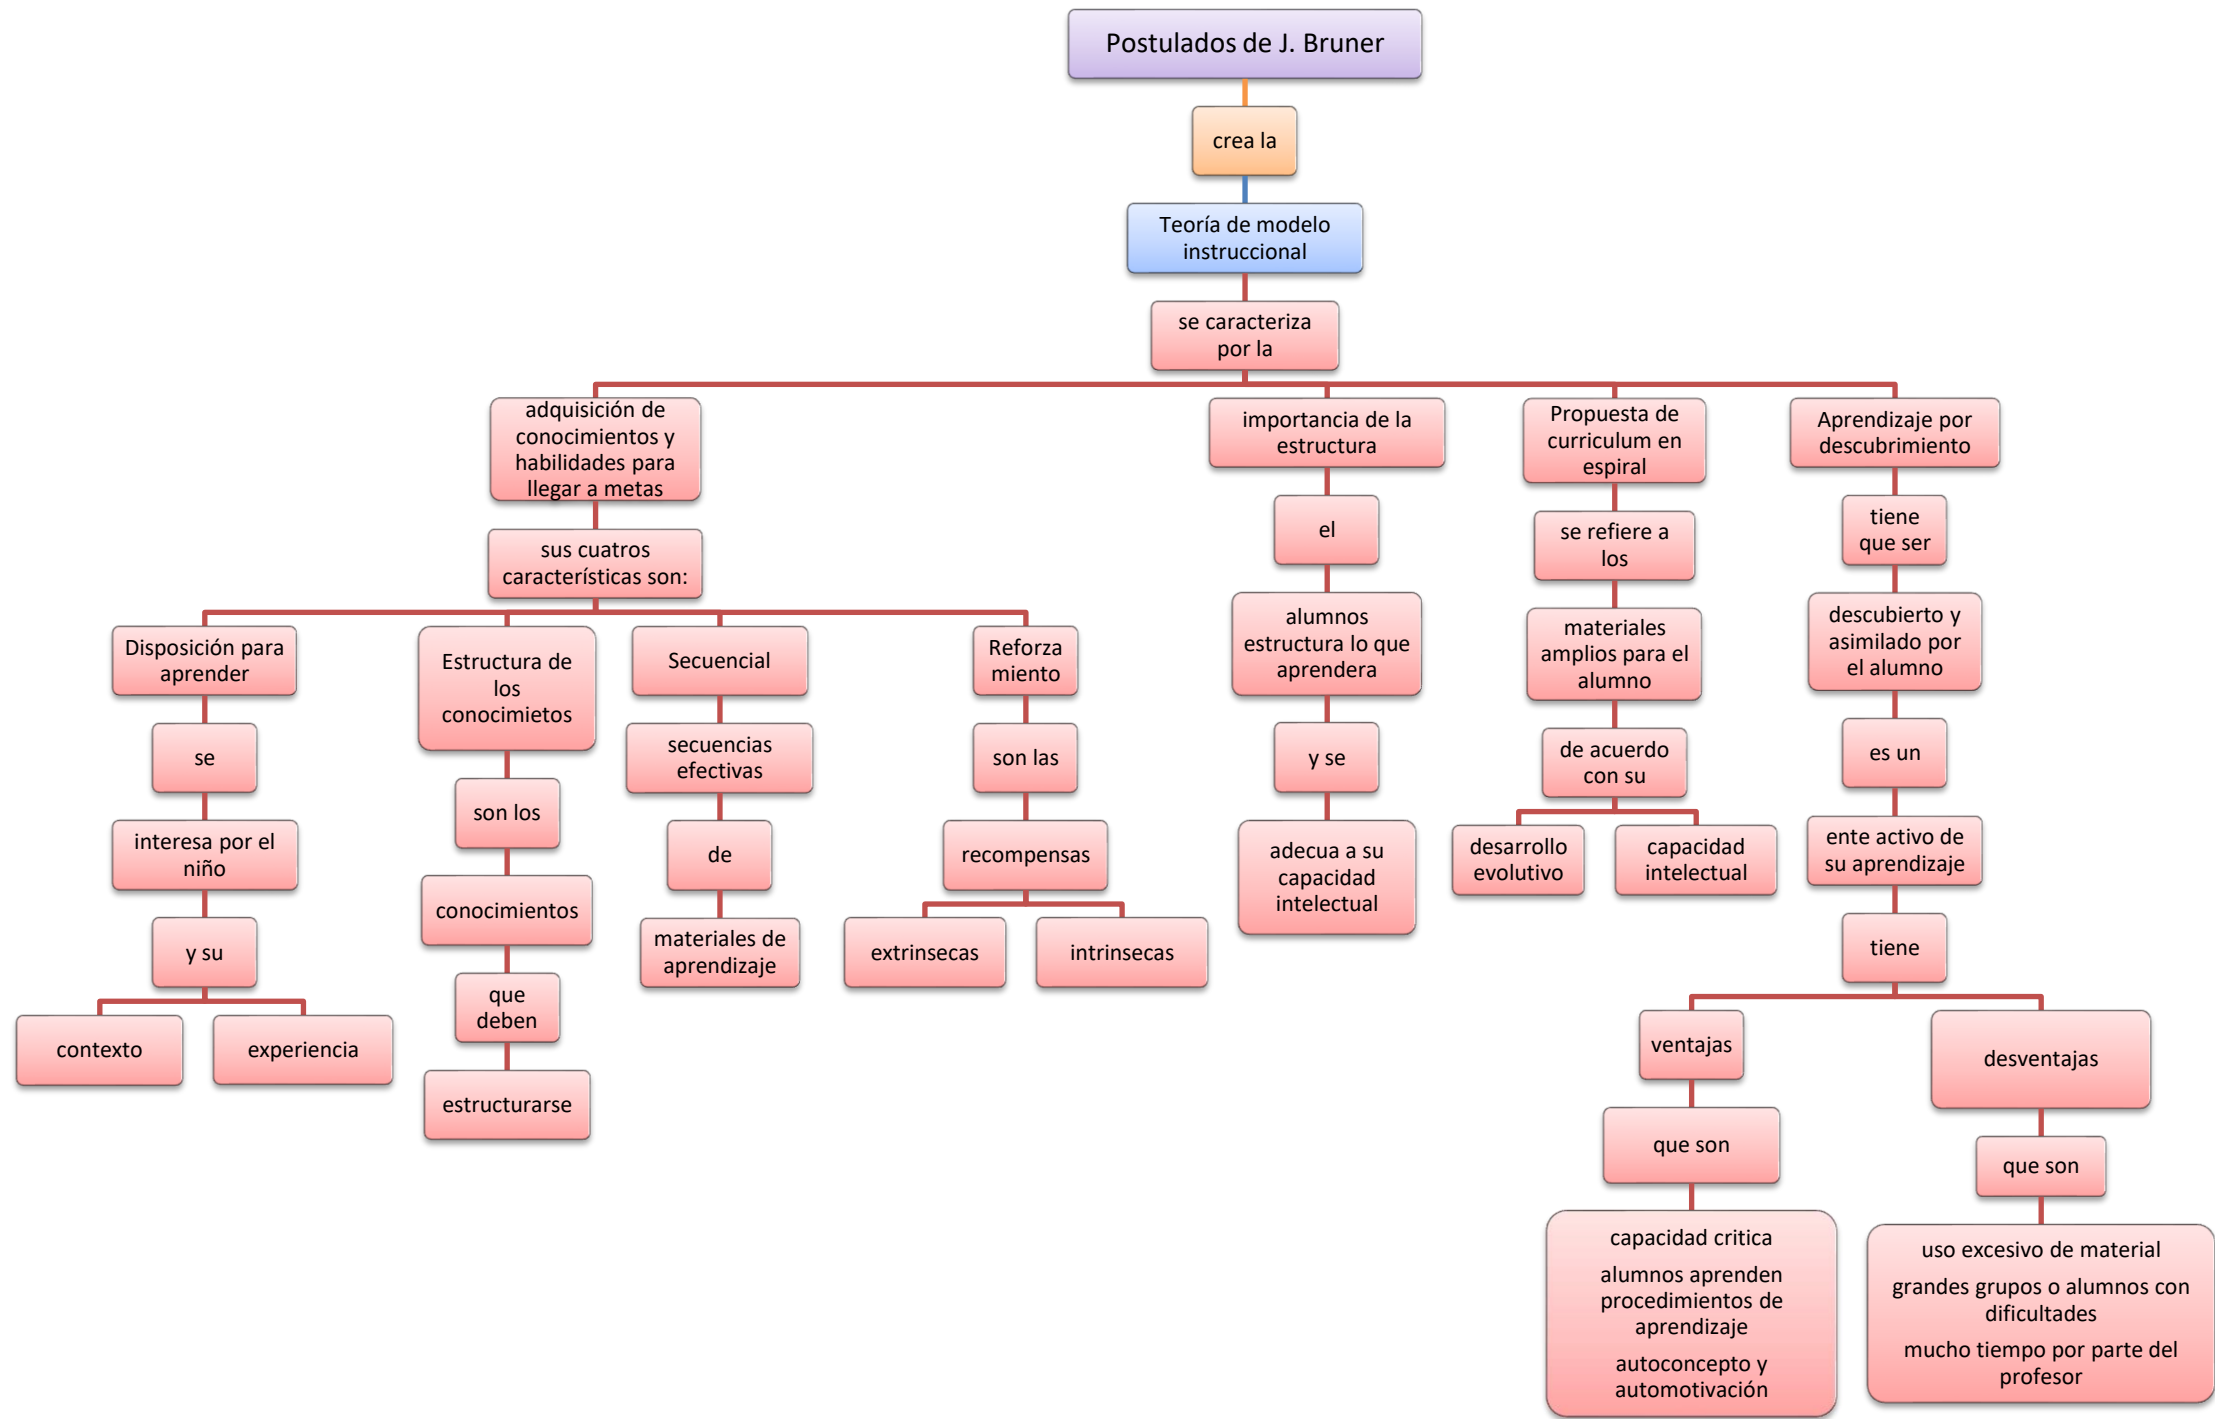 Postulados de J. Bruner
crea la
Teoría de modelo
instruccional
se caracteriza
por la
adquisición de
conocimientos y
habilidades para
llegar a metas
sus cuatros
características son:
Disposición para
aprender
se
interesa por el
niño
y su
contexto
experiencia
Estructura de
los
conocimietos
son los
conocimientos
que
deben
estructurarse
Secuencial
secuencias
efectivas
de
materiales de
aprendizaje
Reforza
miento
son las
recompensas
extrinsecas
intrinsecas
importancia de la
estructura
el
alumnos
estructura lo que
aprendera
y se
adecua a su
capacidad
intelectual
Propuesta de
curriculum en
espiral
se refiere a
los
materiales
amplios para el
alumno
de acuerdo
con su
desarrollo
evolutivo
capacidad
intelectual
Aprendizaje por
descubrimiento
tiene
que ser
descubierto y
asimilado por
el alumno
es un
ente activo de
su aprendizaje
tiene
ventajas
que son
capacidad critica
alumnos aprenden
procedimientos de
aprendizaje
autoconcepto y
automotivación
desventajas
que son
uso excesivo de material
grandes grupos o alumnos con
dificultades
mucho tiempo por parte del
profesor